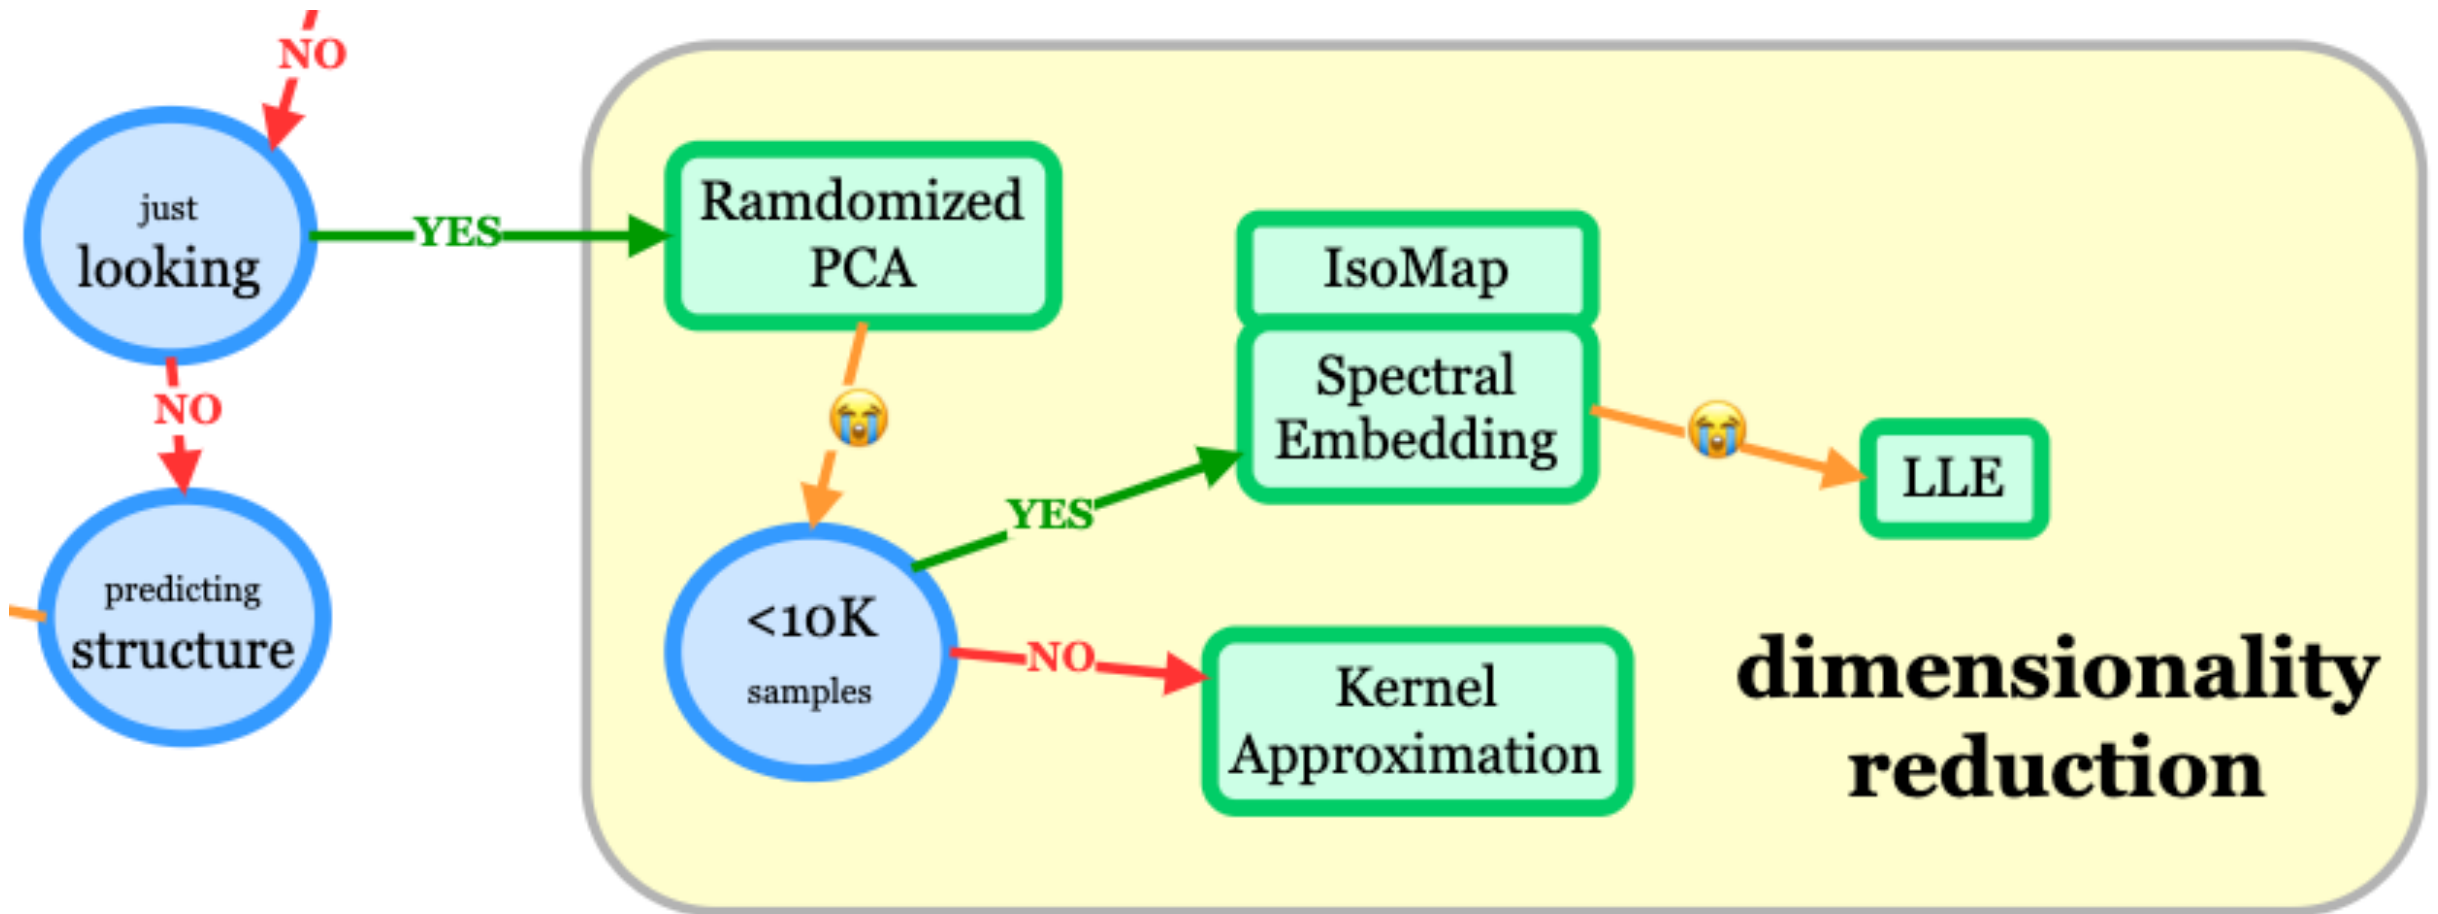 NO
just
looking
YES
Ramdomized
PCA
IsoMap
Spectral
Embedding
NO
LLE
YES
predicting
structure
<10K
samples
NO
Kernel
Approximation
dimensionality
reduction